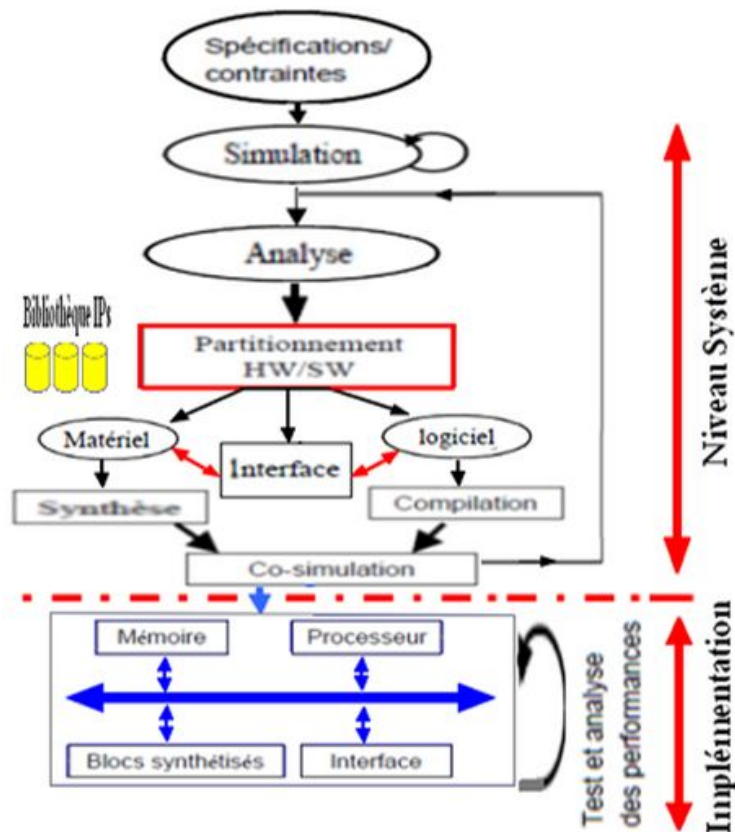 Spécifications/
contraintes
Simulation
Analyse
Bibliothèque IPs
Partitionnement
HW/SW
Matériel
Interface
logiciel
Synthèse
Compilation
Co-simulation
Niveau Système
Mémoire
Processeur
Blocs synthétisés
Interface
Test et analyse
des performances
Implémentation